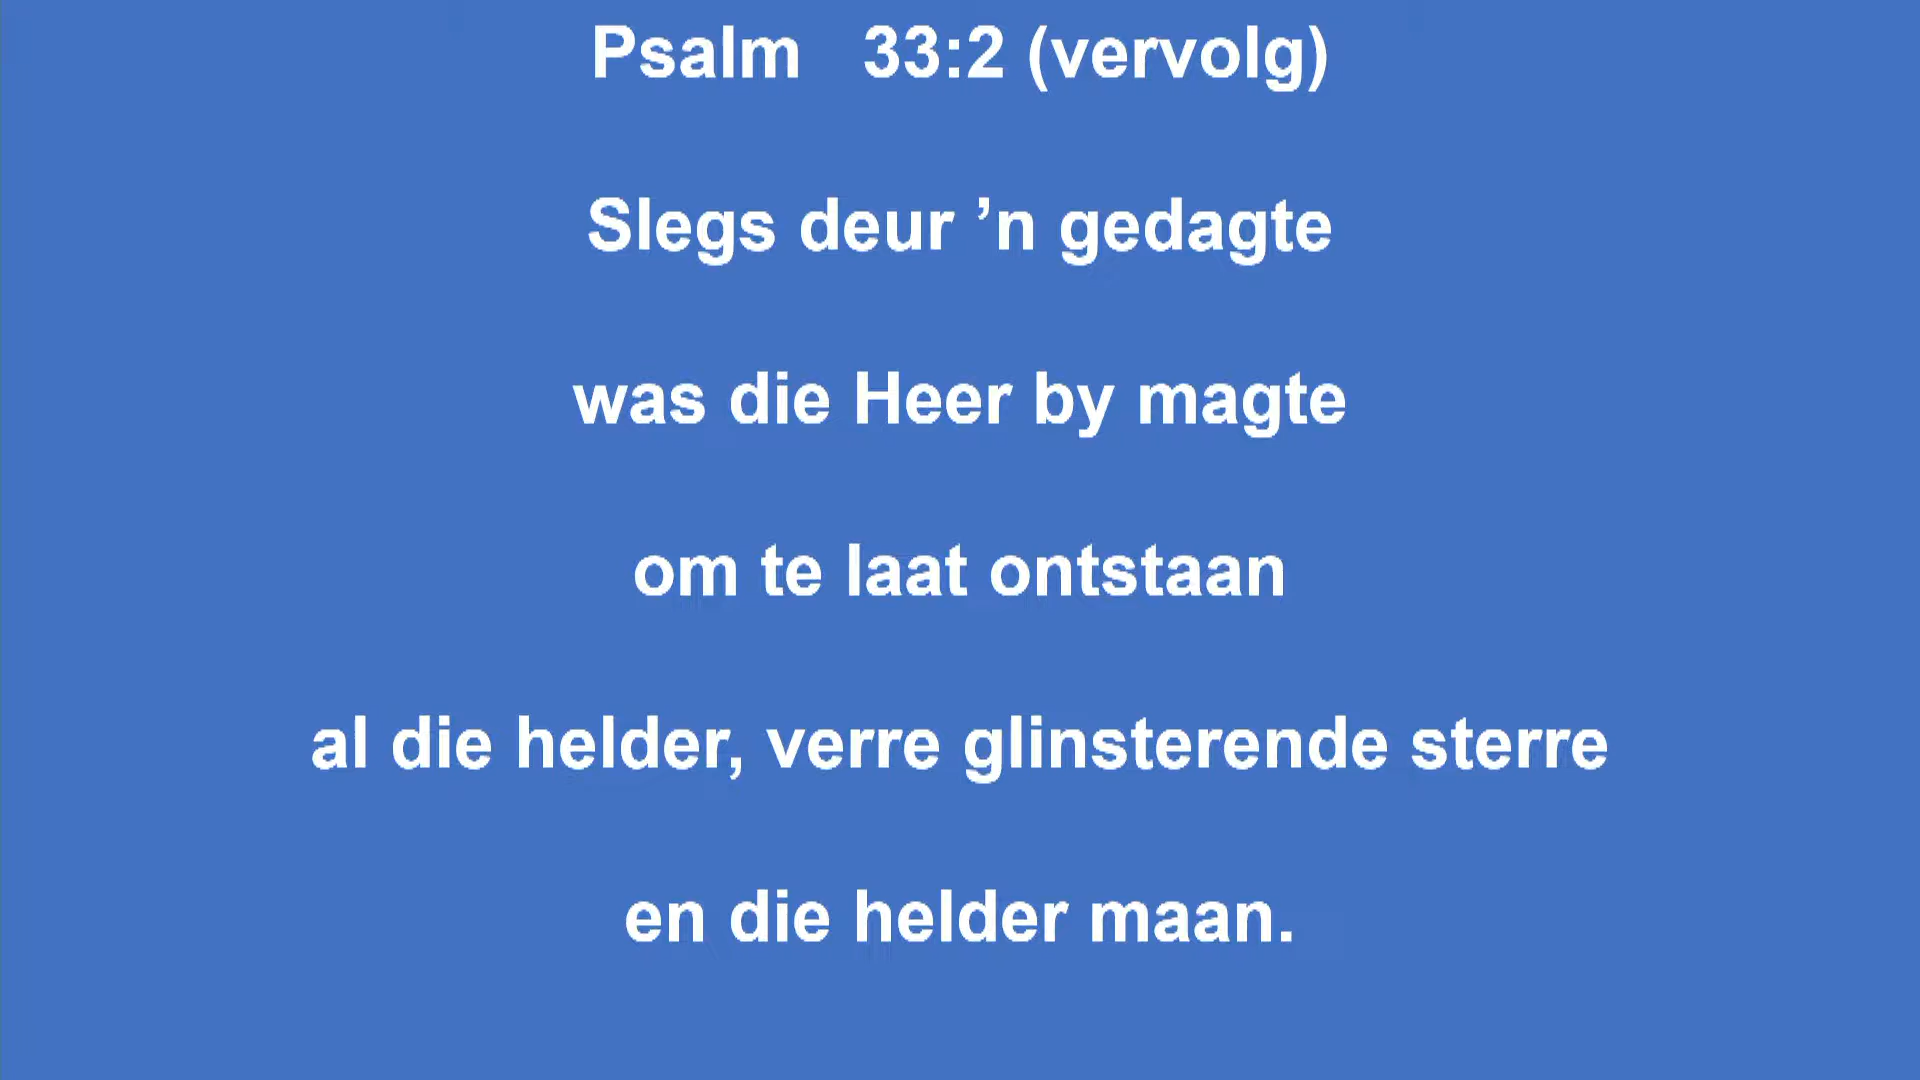 Psalm 33:2 (vervolg)
Slegs deur ’n gedagte
was die Heer by magte
om te laat ontstaan
al die helder, verre glinsterende sterre
en die helder maan.